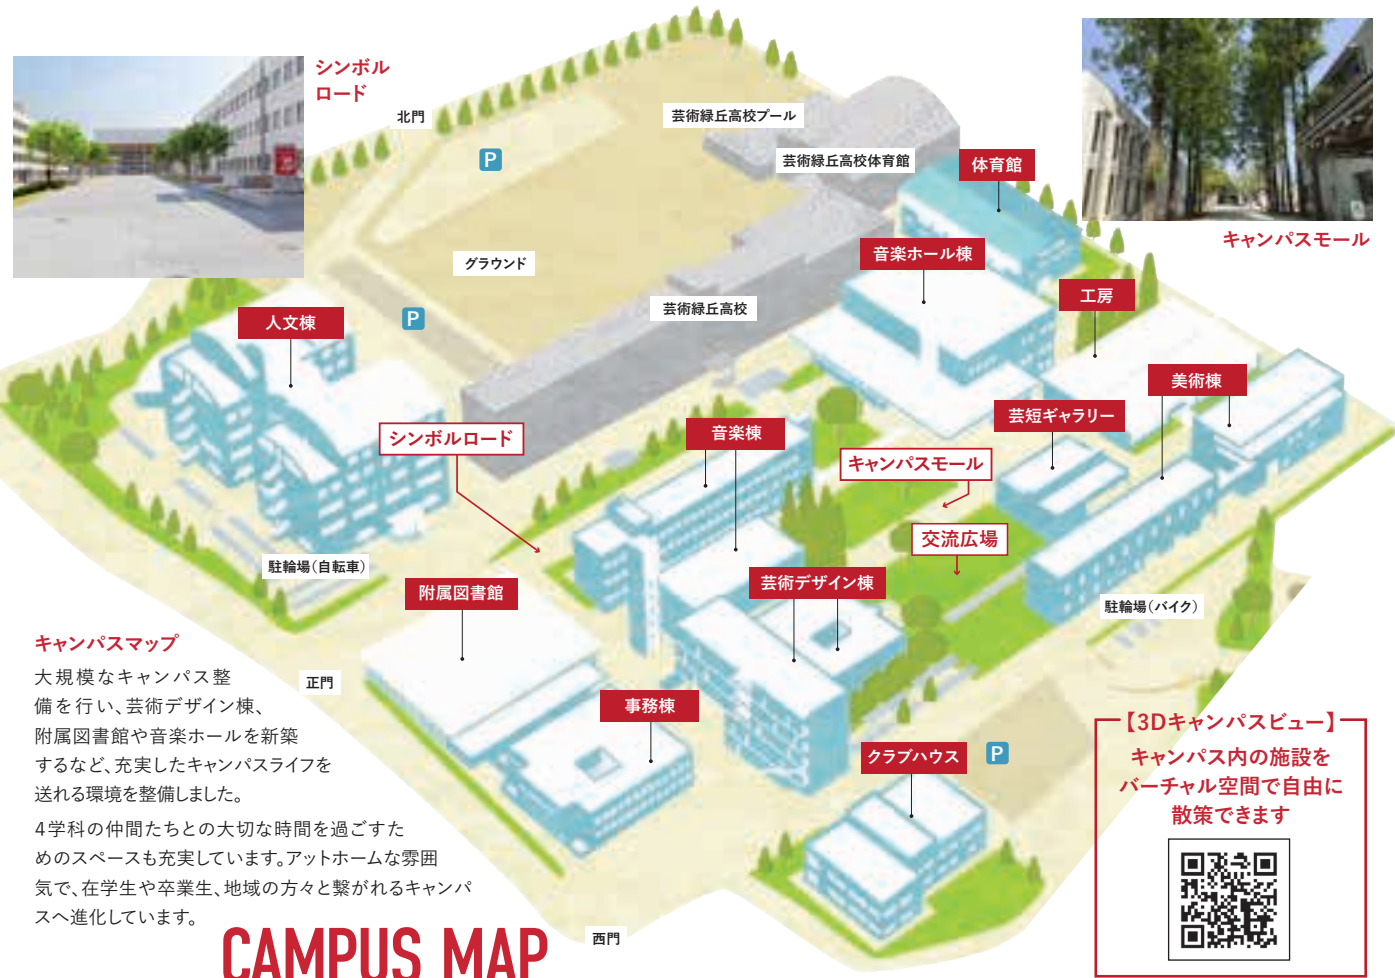 シンボル
ロード
北門
芸術緑丘高校プール
芸術緑丘高校体育館
体育館
キャンパスモール
P
グラウンド
音楽ホール棟
工房
芸術緑丘高校
人文棟
P
美術棟
芸短ギャラリー
シンボルロード
音楽棟
キャンパスモール
交流広場
駐輪場(自転車)
附属図書館
芸術デザイン棟
駐輪場(バイク)
正門
事務棟
クラブハウス
P
キャンパスマップ
大規模なキャンパス整
備を行い、芸術デザイン棟、
附属図書館や音楽ホールを新築
するなど、充実したキャンパスライフを
送れる環境を整備しました。
4学科の仲間たちとの大切な時間を過ごすた
めのスペースも充実しています。アットホームな雰囲
気で、在学生や卒業生、地域の方々と繋がれるキャンパ
スへ進化しています。
【3Dキャンパスビュー】
キャンパス内の施設を
バーチャル空間で自由に
散策できます
西門
CAMPUS MAP